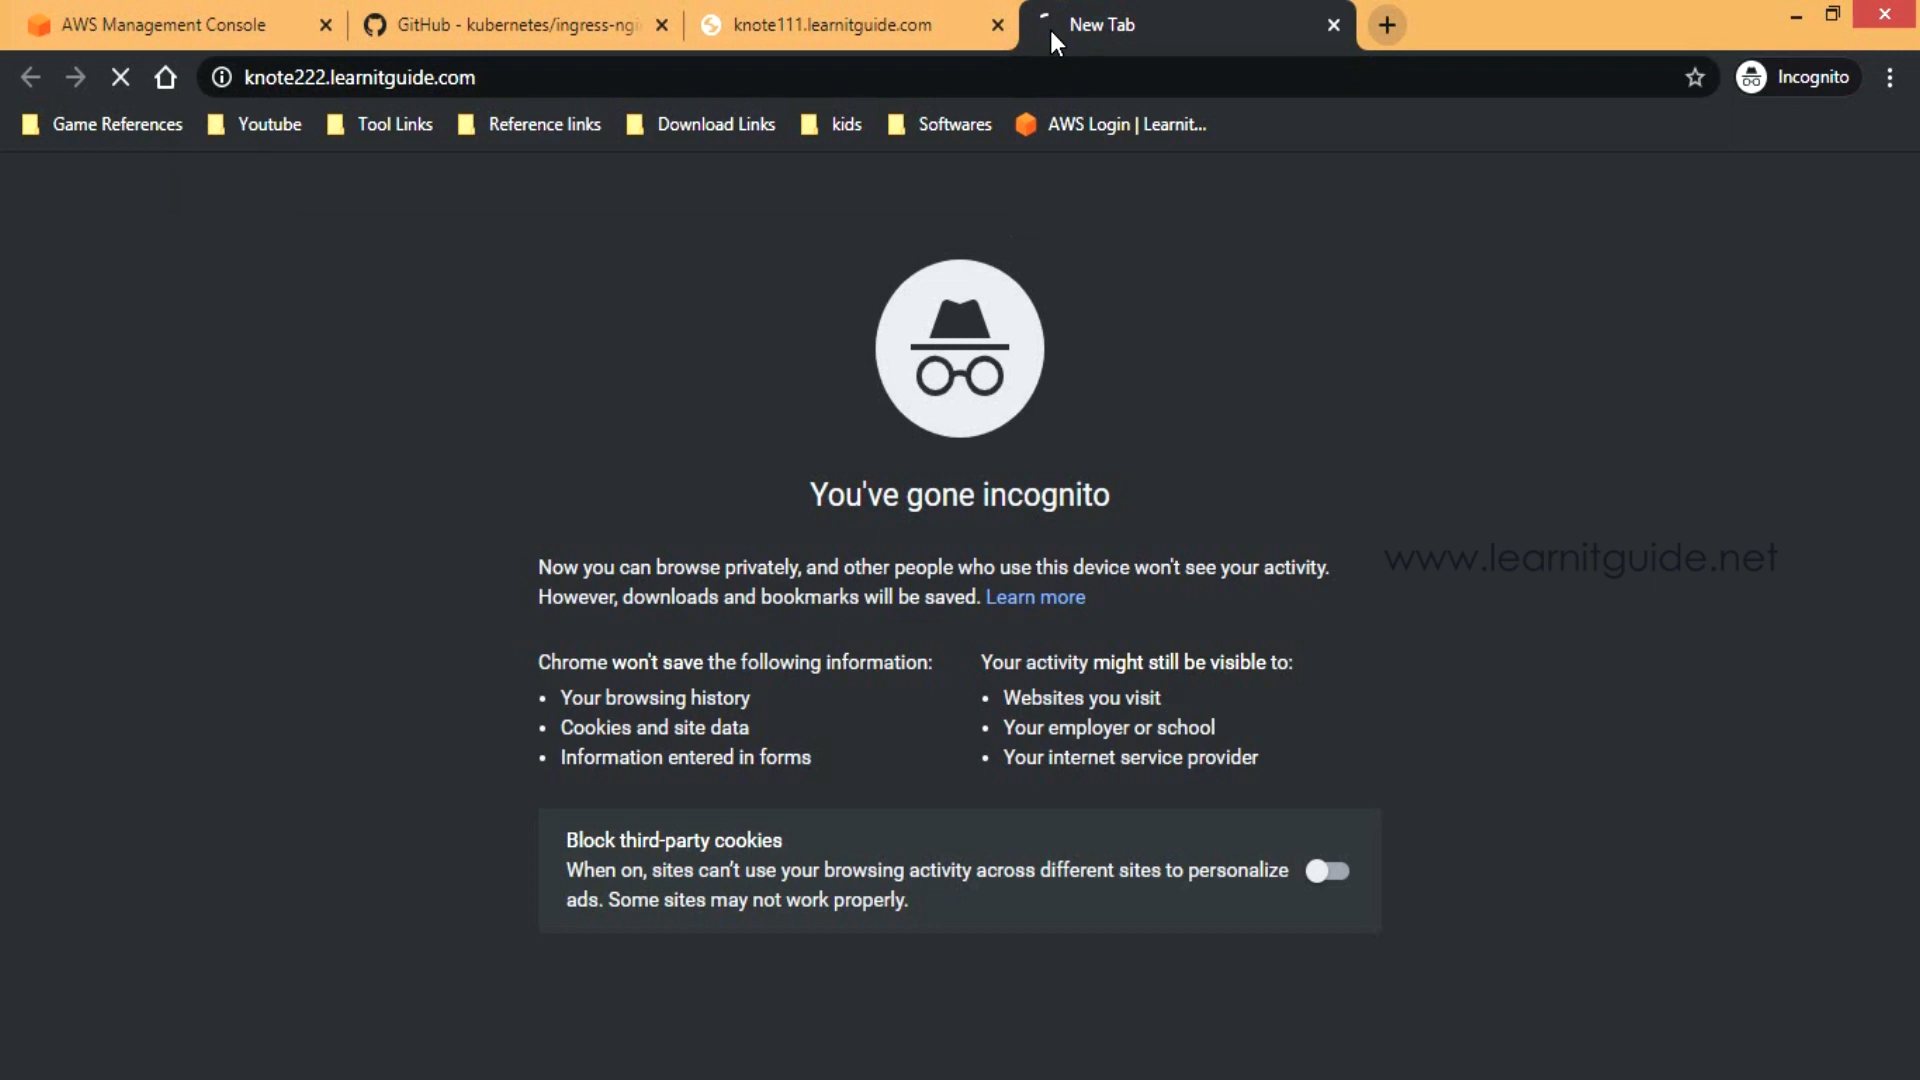 AWS Management Console
GitHub - kubernetes/ingress-ngi
knote111.learnitguide.com
New Tab
knote222.learnitguide.com
Incognito
Game References
Youtube
Tool Links
Reference links
Download Links
kids
Softwares
AWS Login | Learnit...
You've gone incognito
Now you can browse privately, and other people who use this device won't see your activity.
However, downloads and bookmarks will be saved. Learn more
www.learnitguide.net
Chrome won't save the following information:
• Your browsing history
• Cookies and site data
• Information entered in forms
Your activity might still be visible to:
• Websites you visit
• Your employer or school
• Your internet service provider
Block third-party cookies
When on, sites can't use your browsing activity across different sites to personalize
ads. Some sites may not work properly.